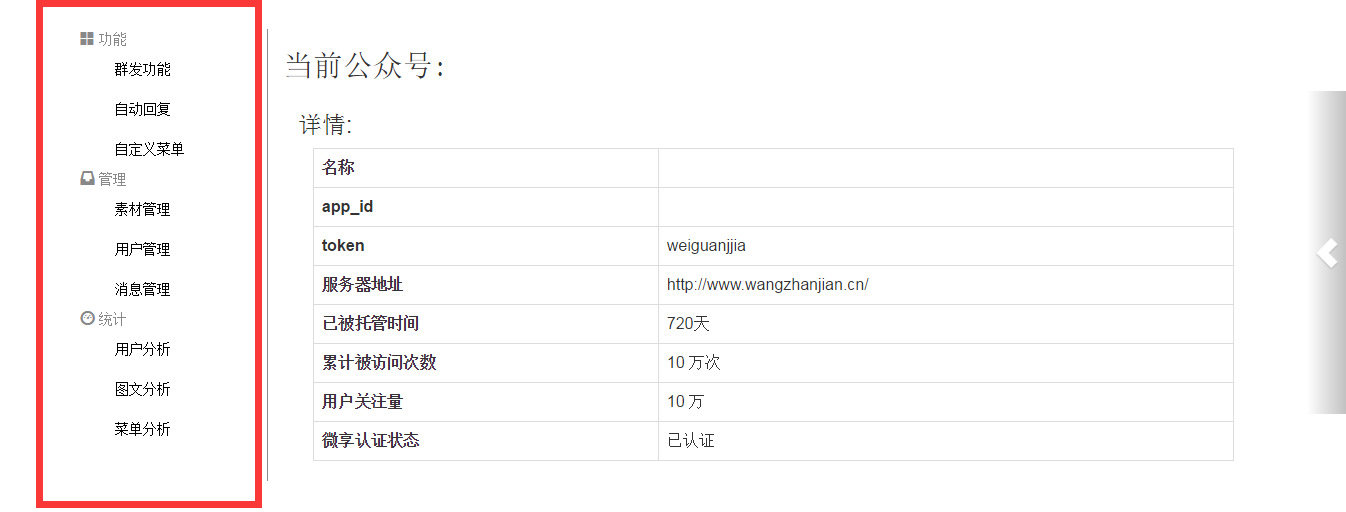 功能
群发功能
自动回复
自定义菜单
管理
素材管理
用户管理
消息管理
统计
用户分析
图文分析
菜单分析
当前公众号:
详情:
名称
app_id
token weiguanjjia
服务器地址 http://www.wangzhanjian.cn/
已被托管时间 720天
累计被访问次数 10 万次
用户关注量 10 万
微享认证状态 已认证